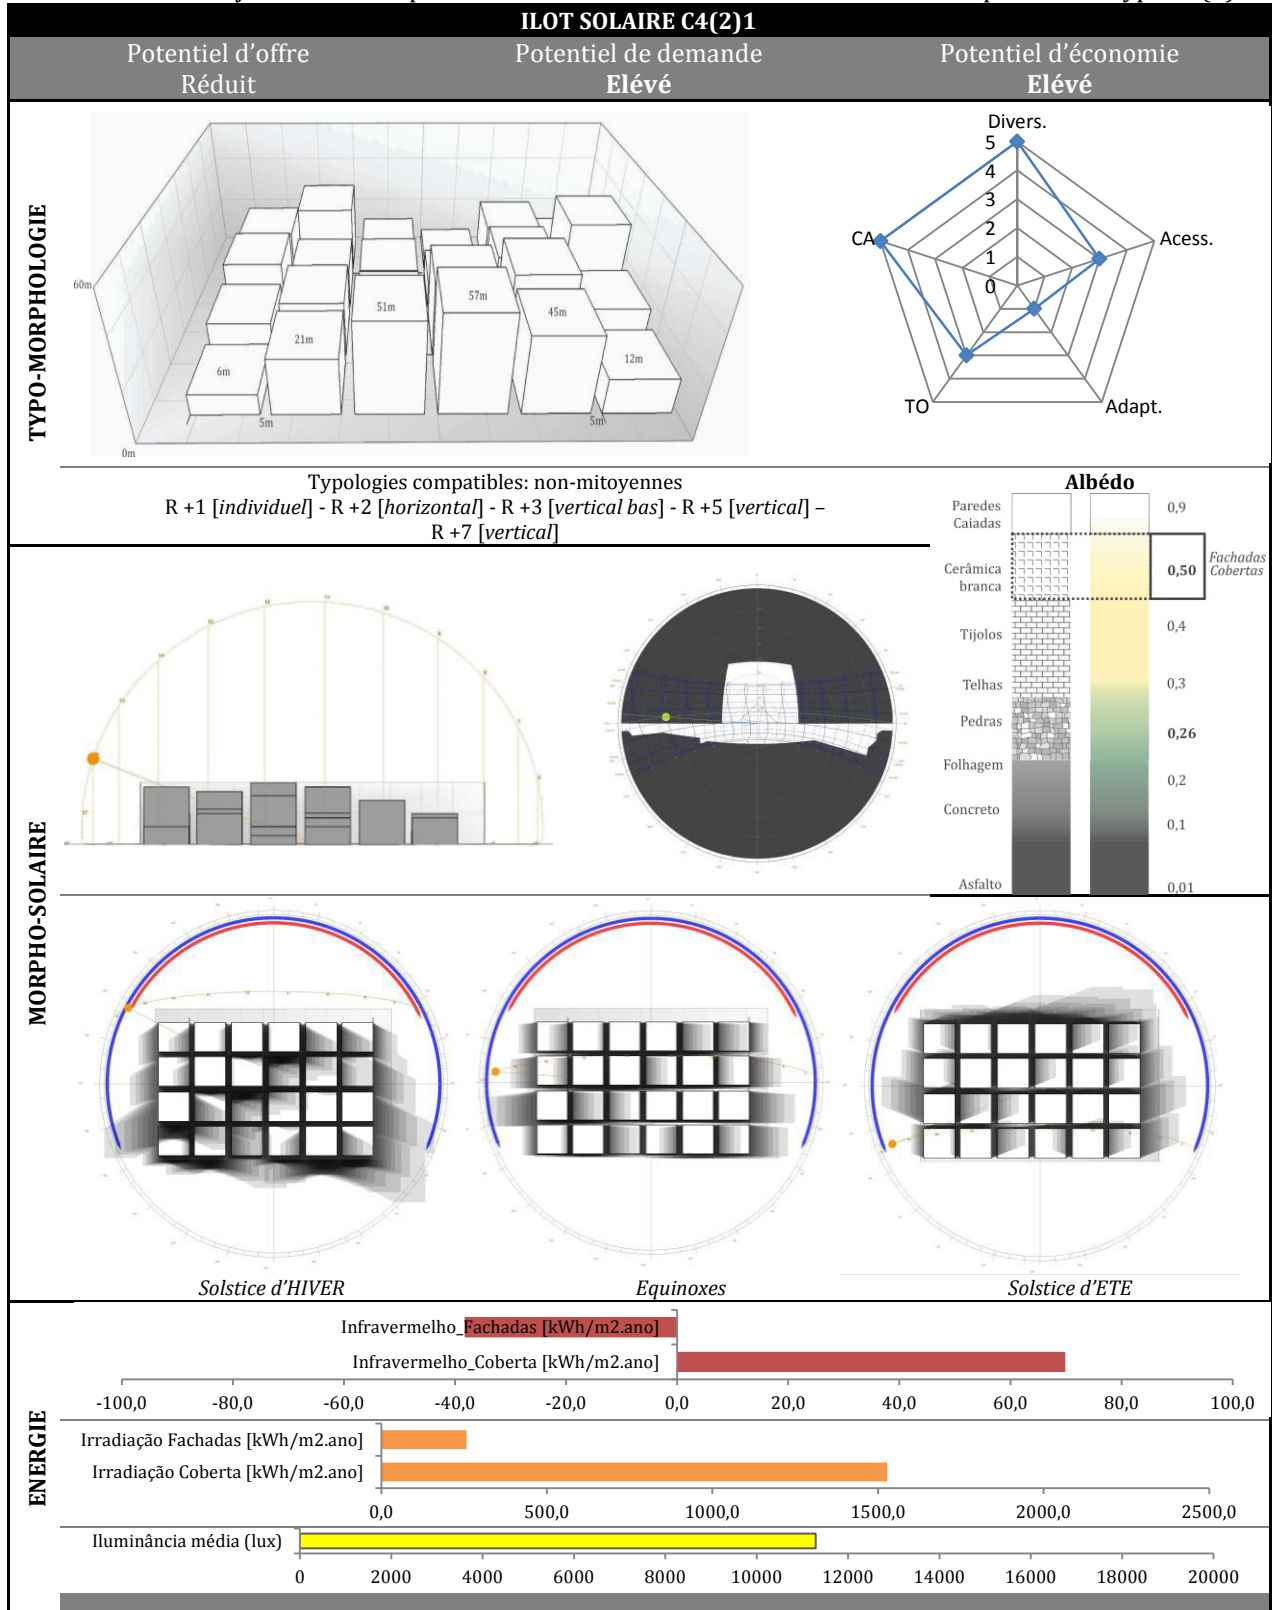 ILOT SOLAIRE C4(2)1
Potentiel d’offre
Réduit
Potentiel de demande
Elévé
Potentiel d’économie
Elévé
TYPO-MORPHOLOGIE
60m
0m
6m
21m
51m
57m
45m
12m
5m
5m
Divers.
5
4
3
2
1
0
CA
Acess.
TO
Adapt.
Typologies compatibles: non-mitoyennes
R +1 [individuel] - R +2 [horizontal] - R +3 [vertical bas] - R +5 [vertical] –
R +7 [vertical]
Albédo
Paredes
Caiadas
0,9
Cerâmica
branca
0,50
Fachadas
Cobertas
Tijolos
0,4
Telhas
0,3
Pedras
0,26
Folhagem
0,2
Concreto
0,1
Asfalto
0,01
MORPHO-SOLAIRE
Solstice d’HIVER
Equinoxes
Solstice d’ETE
ENERGIE
Infravermelho_Fachadas [kWh/m2.ano]
Infravermelho_Coberta [kWh/m2.ano]
-100,0 -80,0 -60,0 -40,0 -20,0 0,0 20,0 40,0 60,0 80,0 100,0
Irradiação Fachadas [kWh/m2.ano]
Irradiação Coberta [kWh/m2.ano]
0,0 500,0 1000,0 1500,0 2000,0 2500,0
Iluminância média (lux)
0 2000 4000 6000 8000 10000 12000 14000 16000 18000 20000